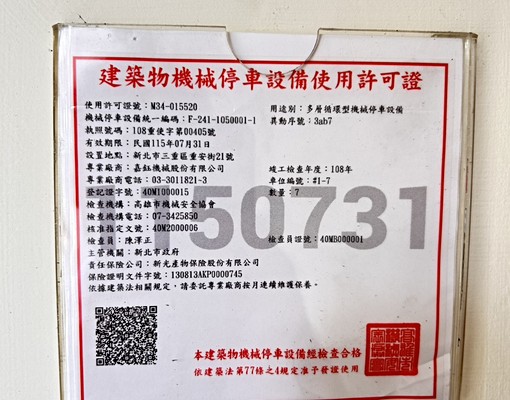 建築物機械停車設備使用許可證
使用許可證號：M34-015520
用途別：多層循環型機械停車設備
機械停車設備統一編碼：F-241-1050001-1
異動序號：3ab7
執照號碼：108重使字第00405號
有效期限：民國115年07月31日
設置地點：新北市三重區重安街21號
專業廠商：嘉鈺機械股份有限公司
竣工檢查年度：108年
專業廠商電話：03-3011821-3
車位編號：#1-7
登記證字號：40MI000015
數量：7
檢查機構：高雄市機械安全協會
檢查機構電話：07-3425850
核准指定文號：40M2000006
檢查員：陳澤正
檢查員證號：40MB000001
主管機關：新北市政府
責任保險公司：新光產物保險股份有限公司
保險證明文件字號：130813AKP0000745
依據建築法相關規定，請委託專業廠商按月連續維護保養。
150731
本建築物機械停車設備經檢查合格
依建築法第77條之4規定准予發證使用